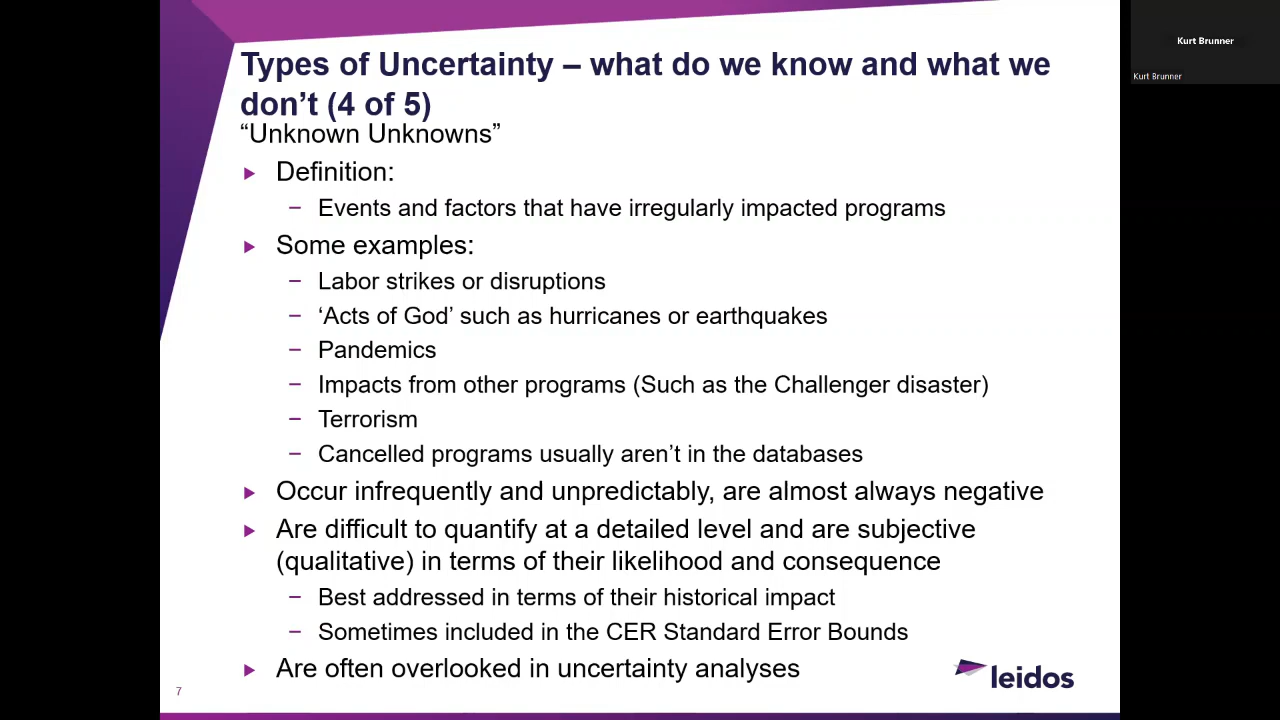 Types of Uncertainty – what do we know and what we
don’t (4 of 5)
“Unknown Unknowns”
Definition:
− Events and factors that have irregularly impacted programs
Some examples:
− Labor strikes or disruptions
− ‘Acts of God’ such as hurricanes or earthquakes
− Pandemics
− Impacts from other programs (Such as the Challenger disaster)
− Terrorism
− Cancelled programs usually aren’t in the databases
Occur infrequently and unpredictably, are almost always negative
Are difficult to quantify at a detailed level and are subjective
(qualitative) in terms of their likelihood and consequence
− Best addressed in terms of their historical impact
− Sometimes included in the CER Standard Error Bounds
Are often overlooked in uncertainty analyses
leidos
7
Kurt Brunner
Kurt Brunner